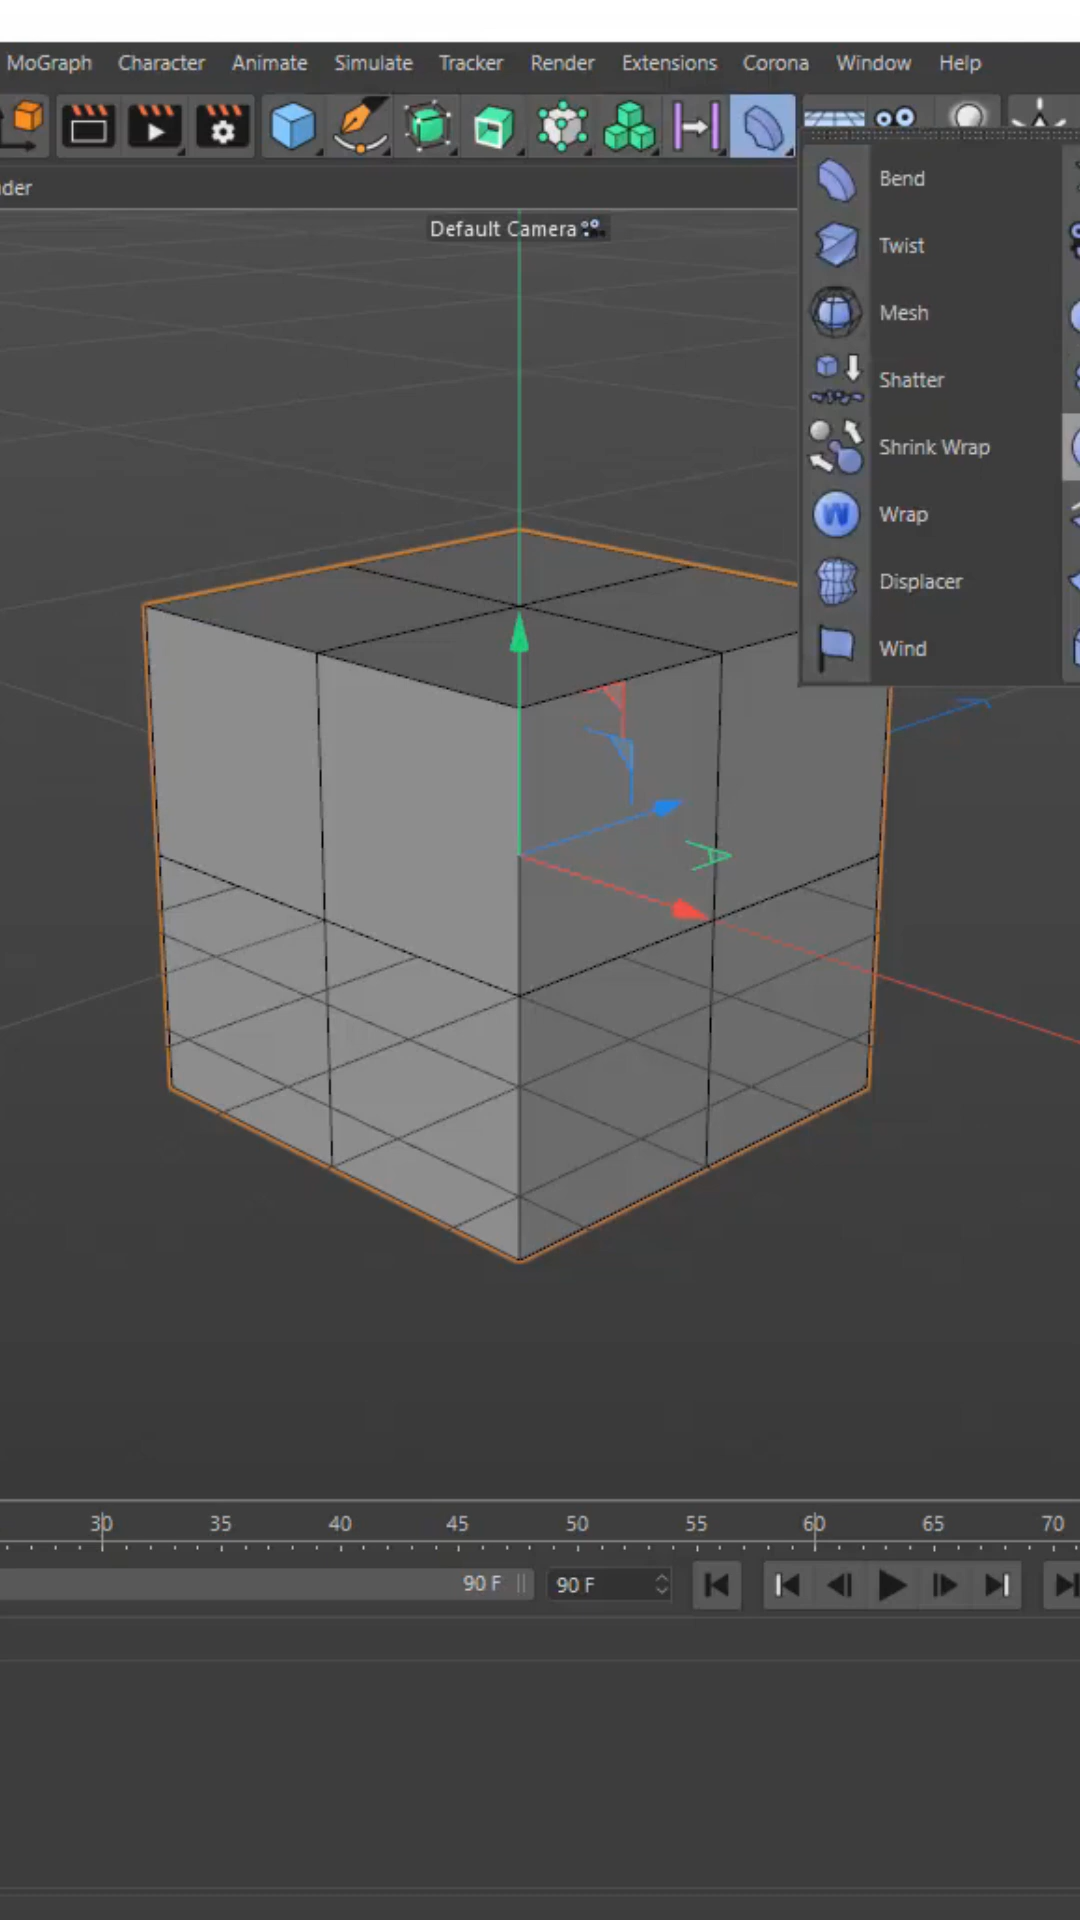 MoGraph Character Animate Simulate Tracker Render Extensions Corona Window Help
der
Default Camera
Bend
Twist
Mesh
Shatter
Shrink Wrap
W
Wrap
Displacer
Wind
30 35 40 45 50 55 60 65 70
90 F 90 F